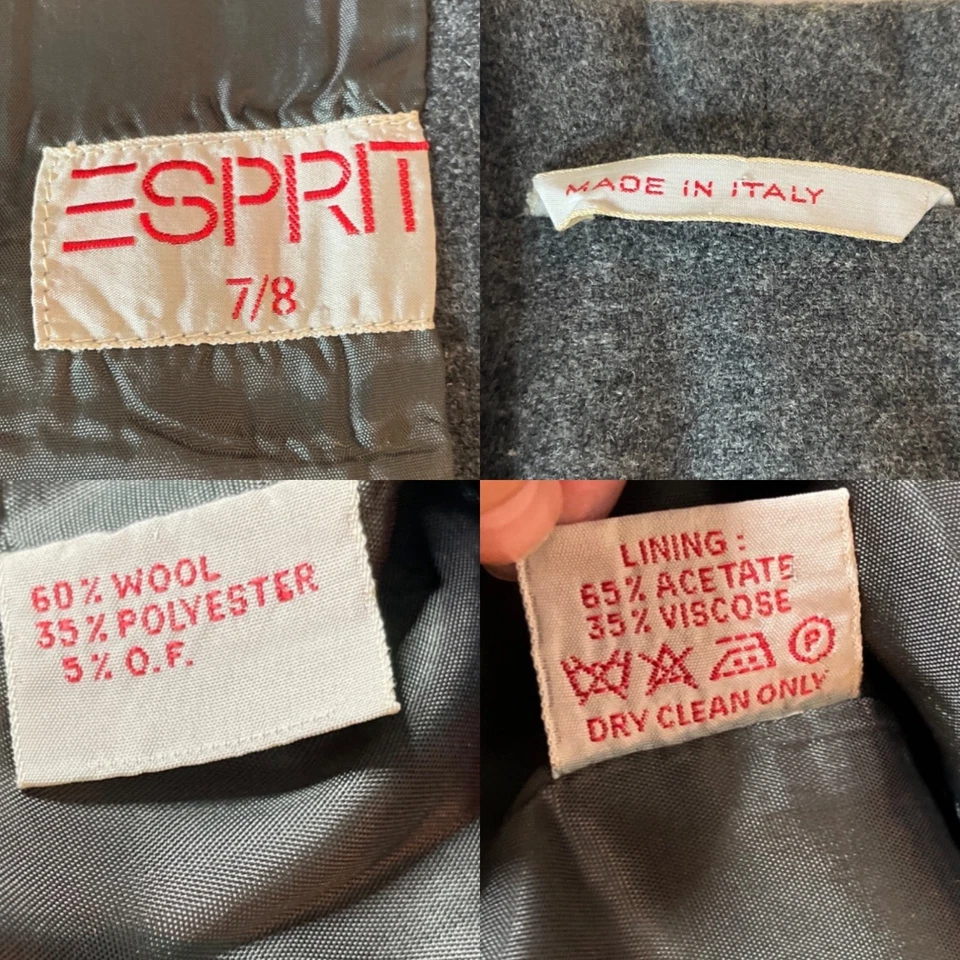 ESPRIT
7/8
MADE IN ITALY
60% WOOL
35% POLYESTER
5% O.F.
LINING :
65% ACETATE
35% VISCOSE
P
DRY CLEAN ONLY